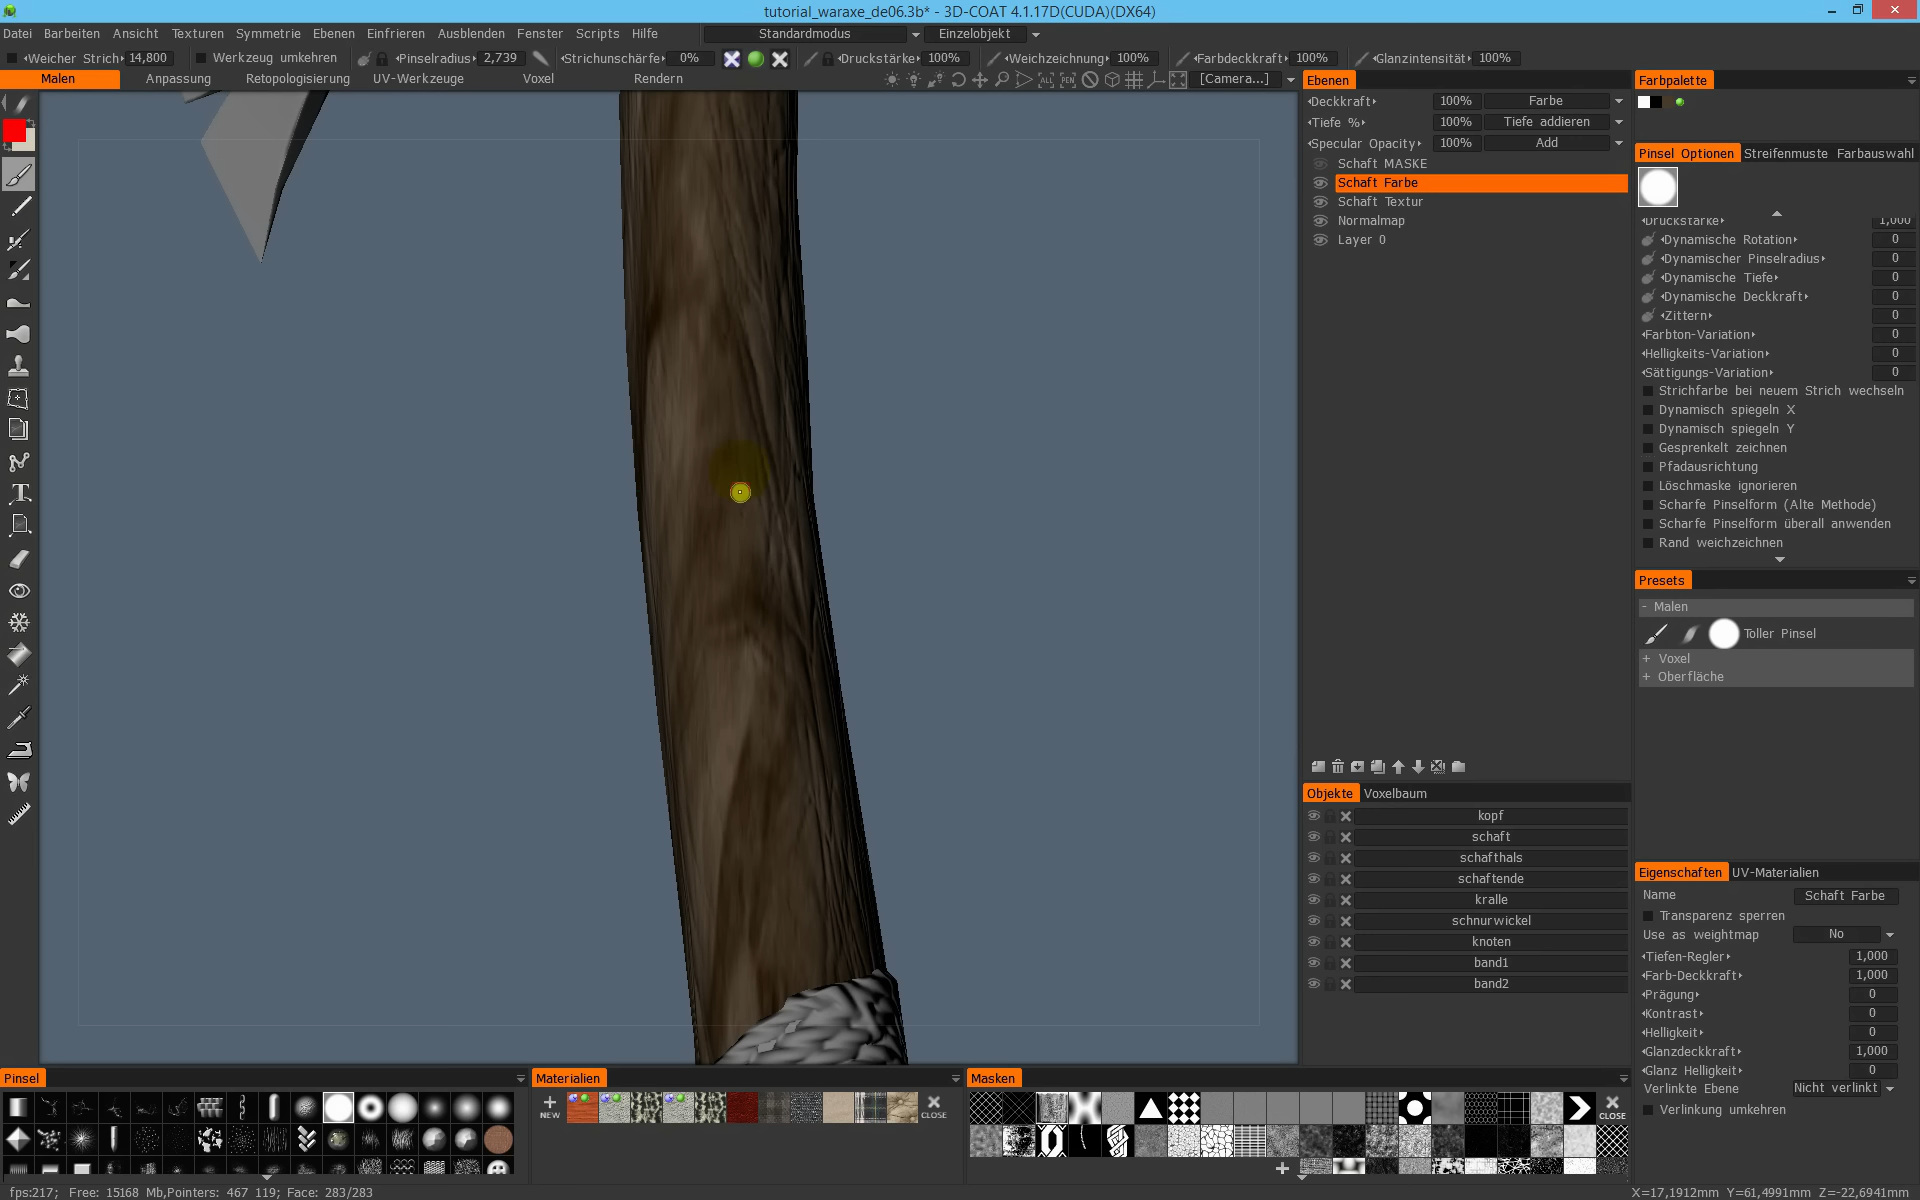 tutorial_waraxe_de06.3b* - 3D-COAT 4.1.17D(CUDA)(DX64)
Datei Barbeiten Ansicht Texturen Symmetrie Ebenen Einfrieren Ausblenden Fenster Scripts Hilfe Standardmodus Einzelobjekt
Weicher Strich 14,800 Werkzeug umkehren Pinselradius 2,739 Strichunschärfe 0% Druckstärke 100% Weichzeichnung 100% Farbdeckkraft 100% Glanzintensität 100%
Malen Anpassung Retopologisierung UV-Werkzeuge Voxel Rendern [Camera...]
Ebenen
Deckkraft 100% Farbe
Tiefe % 100% Tiefe addieren
Specular Opacity 100% Add
Schaft MASKE
Schaft Farbe
Schaft Textur
Normalmap
Layer 0
Objekte Voxelbaum
kopf
schaft
schafthals
schaftende
kralle
schnurwickel
knoten
band1
band2
Farbpalette
Pinsel Optionen Streifenmuste Farbauswahl
Druckstärke 1,000
Dynamische Rotation 0
Dynamischer Pinselradius 0
Dynamische Tiefe 0
Dynamische Deckkraft 0
Zittern 0
Farbton-Variation 0
Helligkeits-Variation 0
Sättigungs-Variation 0
Strichfarbe bei neuem Strich wechseln
Dynamisch spiegeln X
Dynamisch spiegeln Y
Gesprenkelt zeichnen
Pfadausrichtung
Löschmaske ignorieren
Scharfe Pinselform (Alte Methode)
Scharfe Pinselform überall anwenden
Rand weichzeichnen
Presets
- Malen
Toller Pinsel
+ Voxel
+ Oberfläche
Eigenschaften UV-Materialien
Name Schaft Farbe
Transparenz sperren
Use as weightmap No
Tiefen-Regler 1,000
Farb-Deckkraft 1,000
Prägung 0
Kontrast 0
Helligkeit 0
Glanzdeckkraft 1,000
Glanz Helligkeit 0
Verlinkte Ebene Nicht verlinkt
Verlinkung umkehren
Pinsel
Materialien
NEW
CLOSE
Masken
CLOSE
fps:217; Free: 15168 Mb,Pointers: 467 119; Face: 283/283
X=17,1912mm Y=61,4991mm Z=-22,6941mm